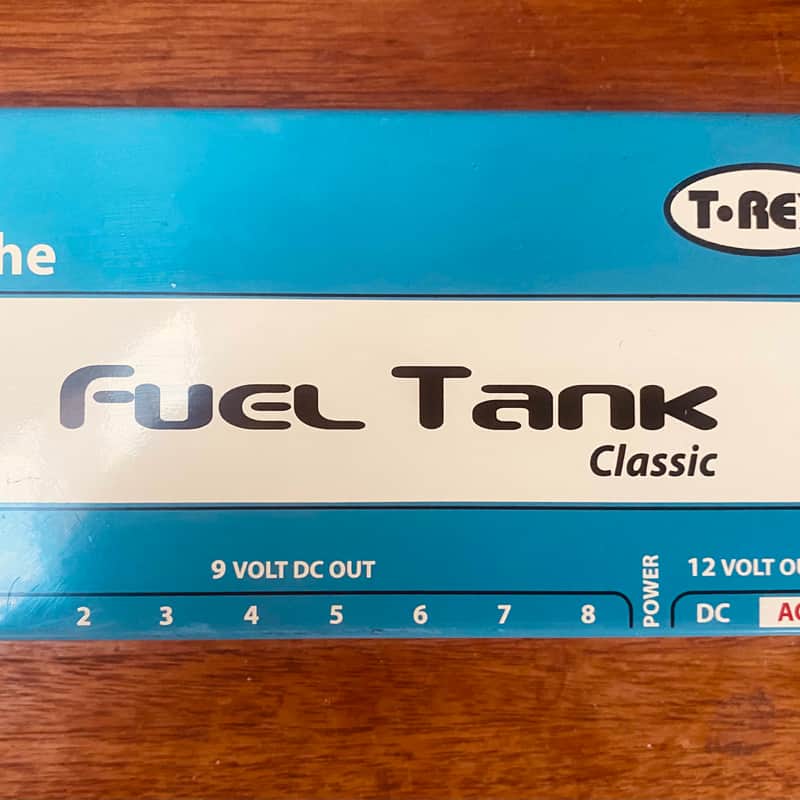 T•REX
he
FUEL TANK
Classic
9 VOLT DC OUT
POWER
12 VOLT OU
2 3 4 5 6 7 8
DC AC